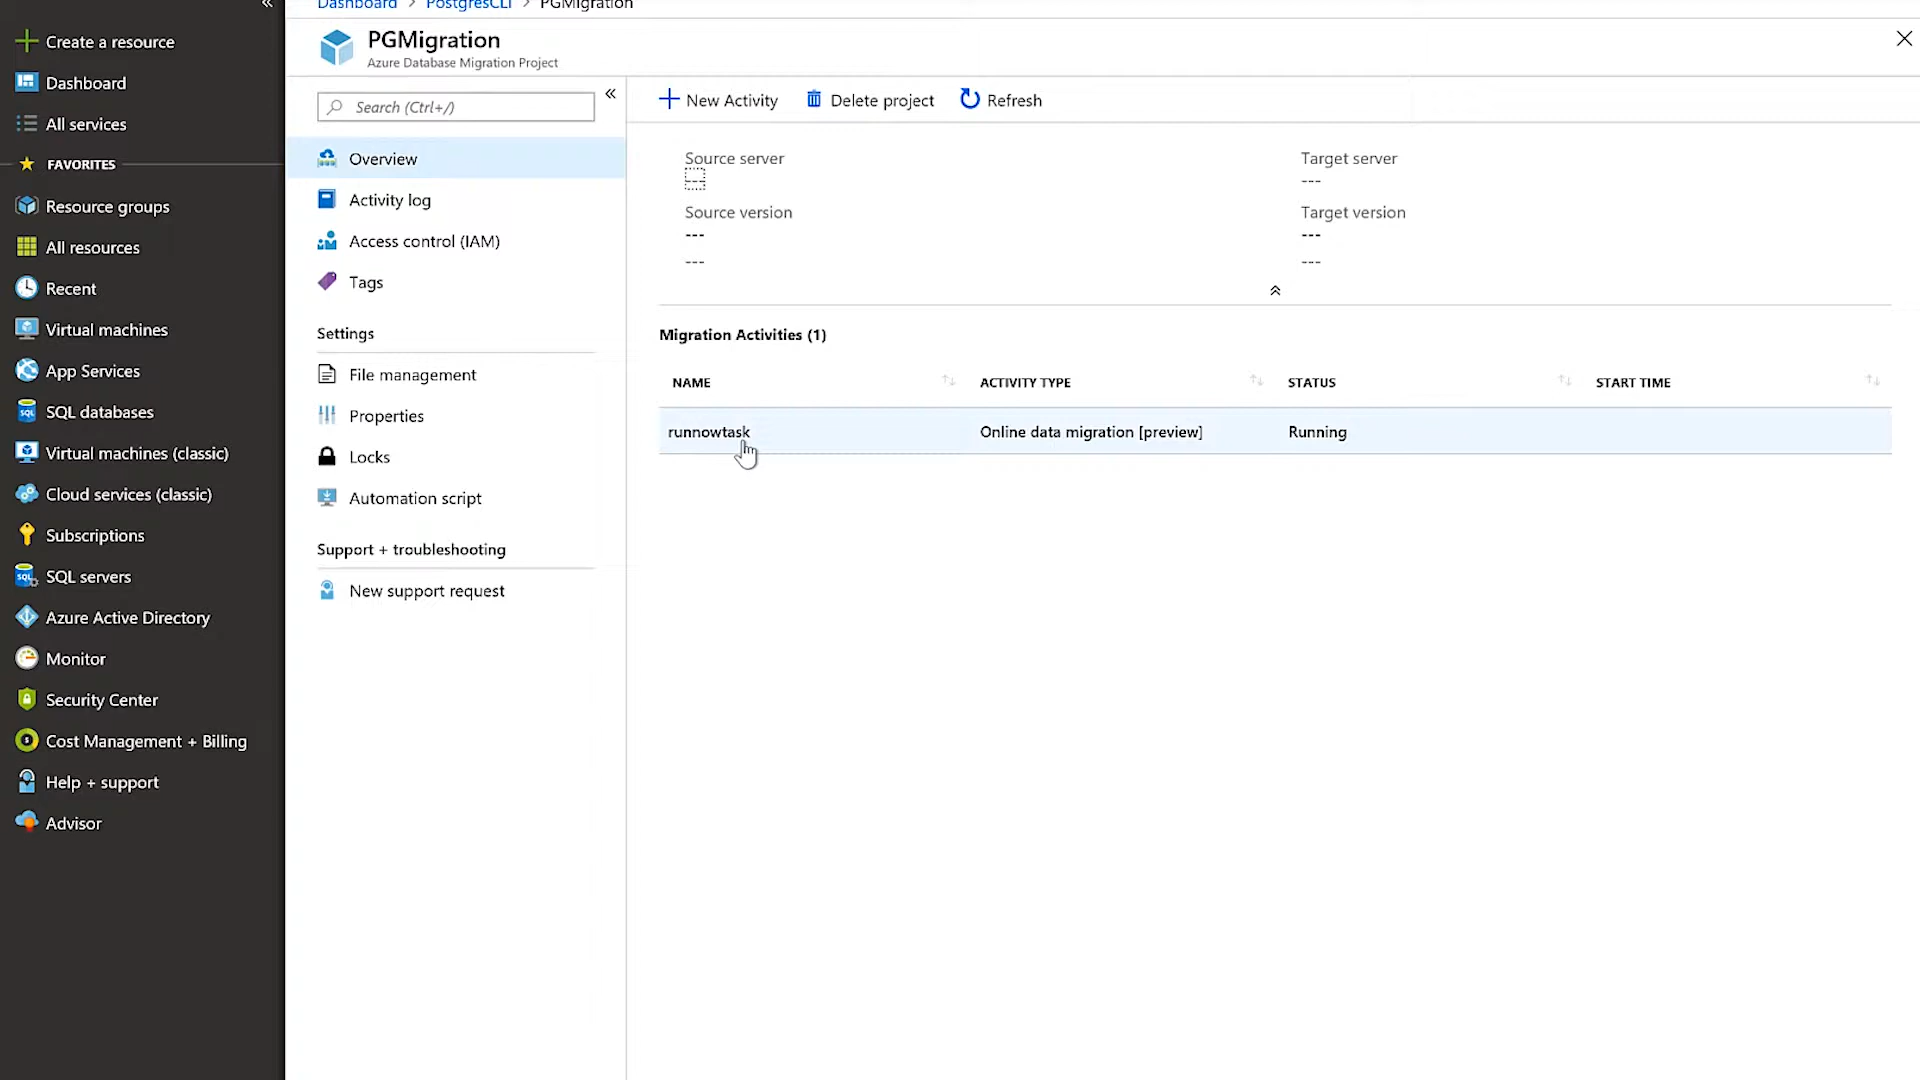 Dashboard > PostgresCLI > PGMigration
«
PGMigration
Azure Database Migration Project
Create a resource
Dashboard
All services
FAVORITES
Resource groups
All resources
Recent
Virtual machines
App Services
SQL databases
Virtual machines (classic)
Cloud services (classic)
Subscriptions
SQL servers
Azure Active Directory
Monitor
Security Center
Cost Management + Billing
Help + support
Advisor
Search (Ctrl+/)
«
Overview
Activity log
Access control (IAM)
Tags
Settings
File management
Properties
Locks
Automation script
Support + troubleshooting
New support request
New Activity Delete project Refresh
Source server Target server
--- ---
Source version Target version
--- ---
--- ---
Migration Activities (1)
NAME ACTIVITY TYPE STATUS START TIME
runnowtask Online data migration [preview] Running